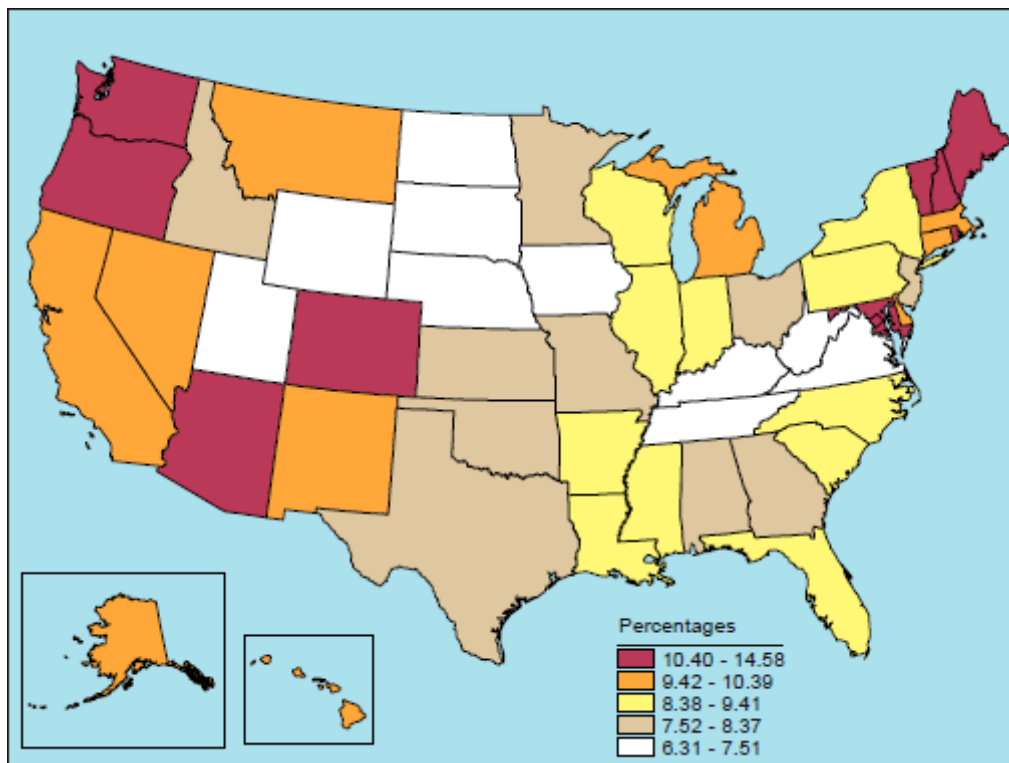 Percentages
10.40 - 14.58
9.42 - 10.39
8.38 - 9.41
7.52 - 8.37
6.31 - 7.51